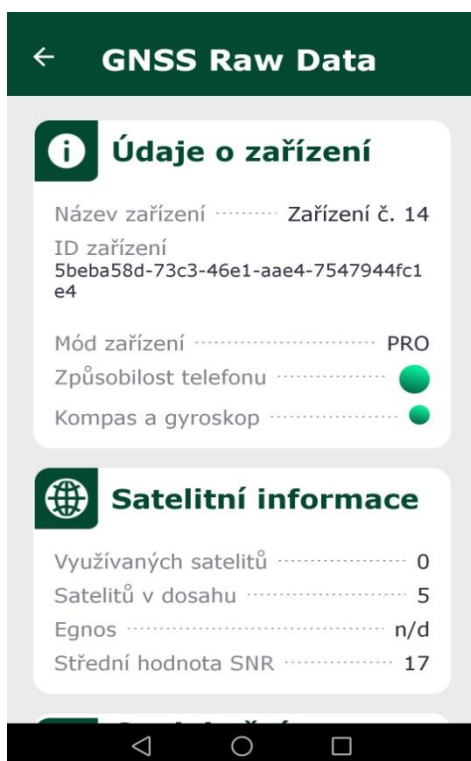 GNSS Raw Data
Údaje o zařízení
Název zařízení Zařízení č. 14
ID zařízení
5beba58d-73c3-46e1-aae4-7547944fc1
e4
Mód zařízení PRO
Způsobilost telefonu
Kompas a gyroskop
Satelitní informace
Využívaných satelitů 0
Satelitů v dosahu 5
Egnos n/d
Střední hodnota SNR 17